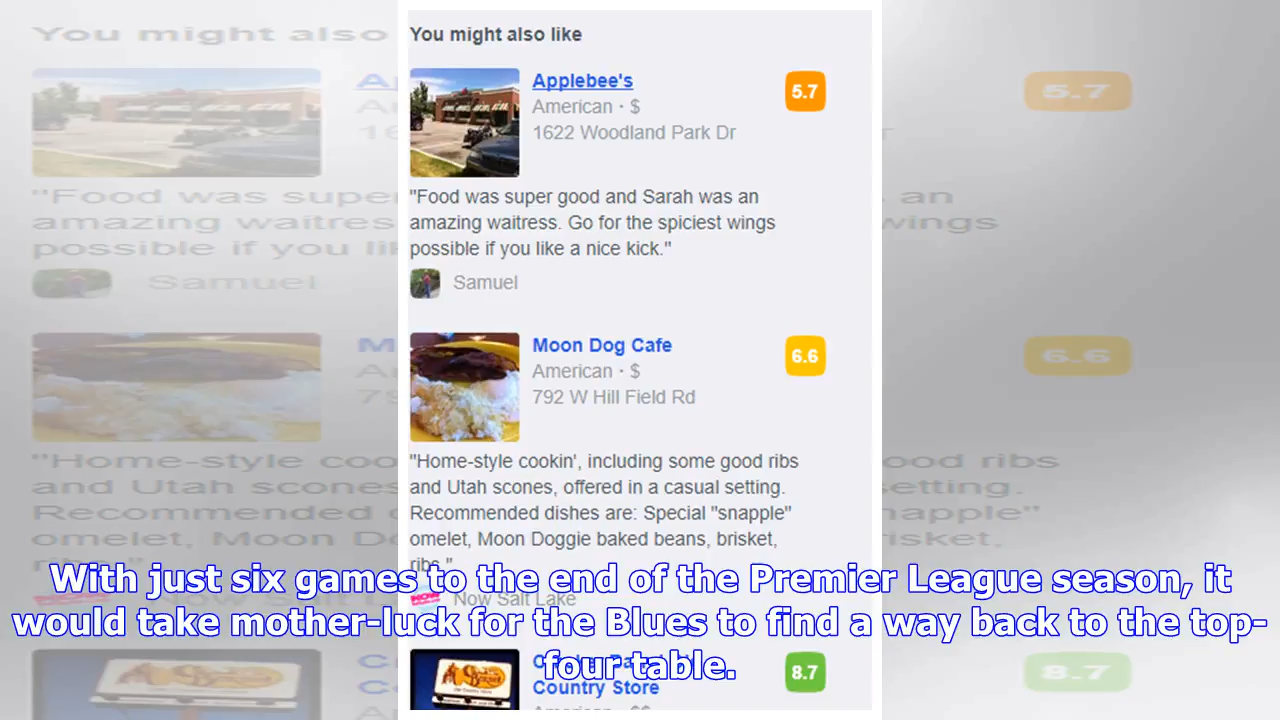 You might also like
Applebee's
American · $
5.7
1622 Woodland Park Dr
"Food was super good and Sarah was an
amazing waitress. Go for the spiciest wings
possible if you like a nice kick."
Samuel
Moon Dog Cafe
American · $
6.6
792 W Hill Field Rd
"Home-style cookin', including some good ribs
and Utah scones, offered in a casual setting.
Recommended dishes are: Special "snapple"
omelet, Moon Doggie baked beans, brisket,
ribs."
Now Salt Lake
With just six games to the end of the Premier League season, it
would take mother-luck for the Blues to find a way back to the top-
four table.
Country Store
8.7
American · $$